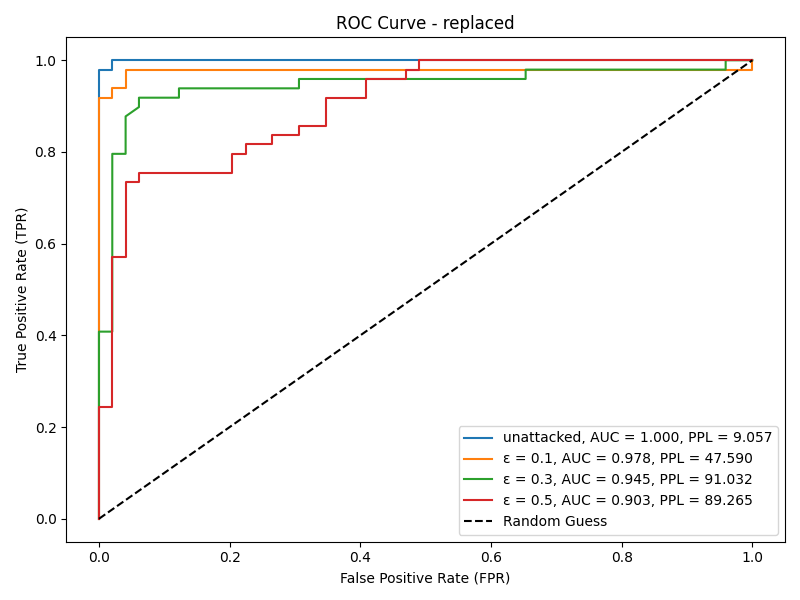 ROC Curve - replaced
True Positive Rate (TPR)
1.0
0.8
0.6
0.4
0.2
0.0
0.0 0.2 0.4 0.6 0.8 1.0
False Positive Rate (FPR)
unattacked, AUC = 1.000, PPL = 9.057
ε = 0.1, AUC = 0.978, PPL = 47.590
ε = 0.3, AUC = 0.945, PPL = 91.032
ε = 0.5, AUC = 0.903, PPL = 89.265
Random Guess